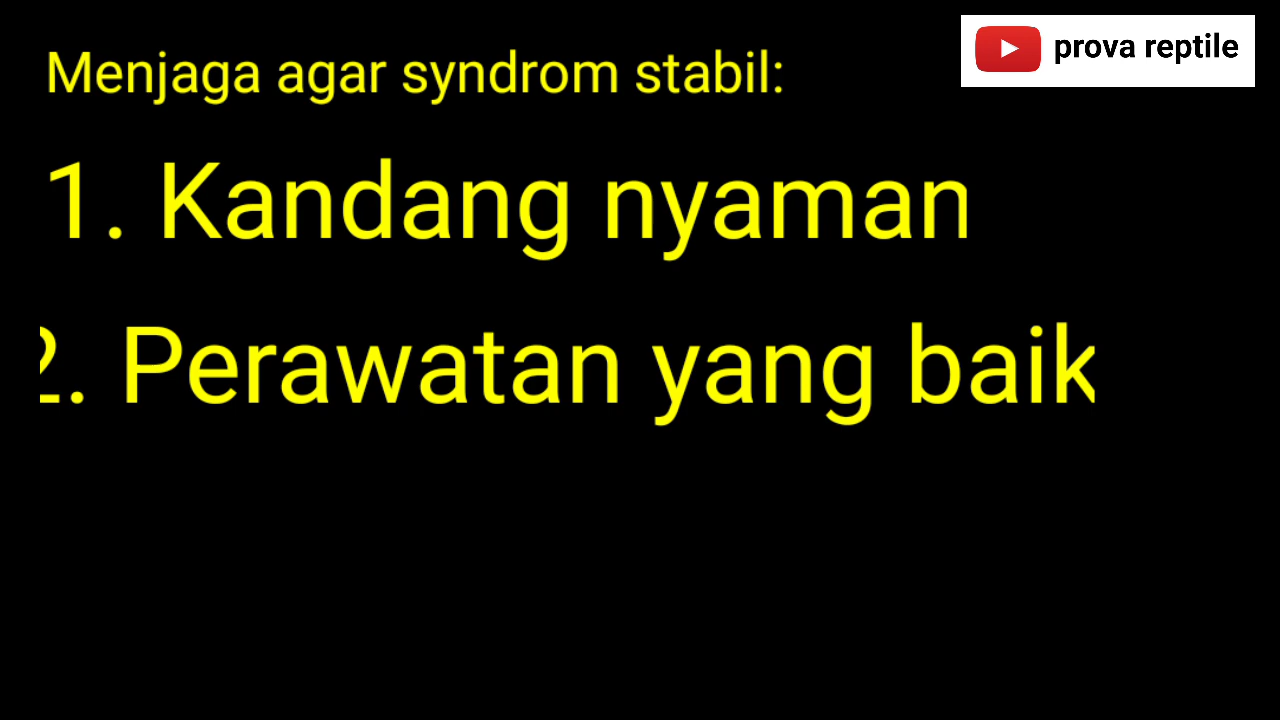 Menjaga agar syndrom stabil:
prova reptile
1. Kandang nyaman
2. Perawatan yang baik